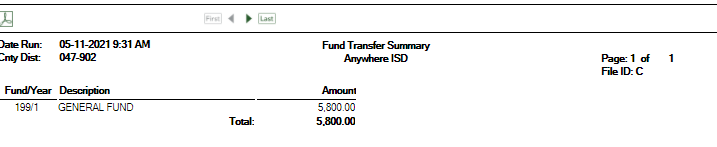 First Last
Date Run: 05-11-2021 9:31 AM Fund Transfer Summary
Cnty Dist: 047-902 Anywhere ISD Page: 1 of 1
File ID: C
Fund/Year Description Amount
199/1 GENERAL FUND 5,800.00
Total: 5,800.00